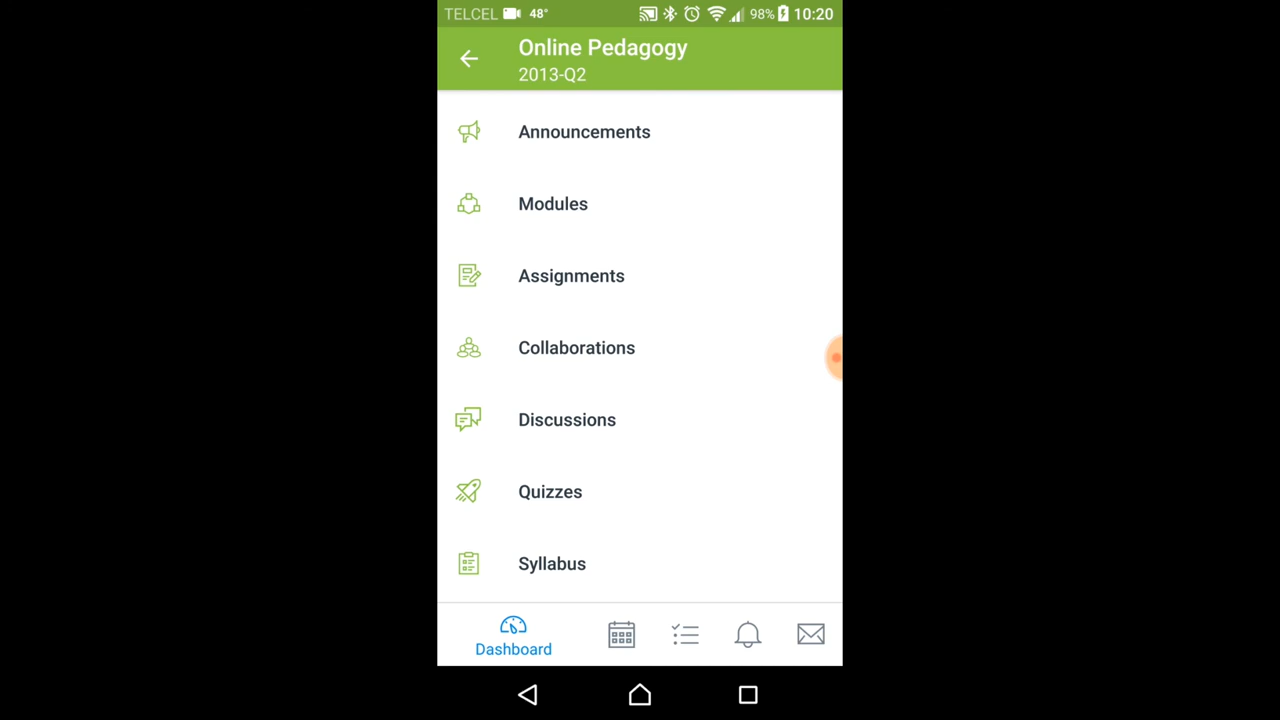 TELCEL 48° 98% 10:20
Online Pedagogy
2013-Q2
Announcements
Modules
Assignments
Collaborations
Discussions
Quizzes
Syllabus
Dashboard